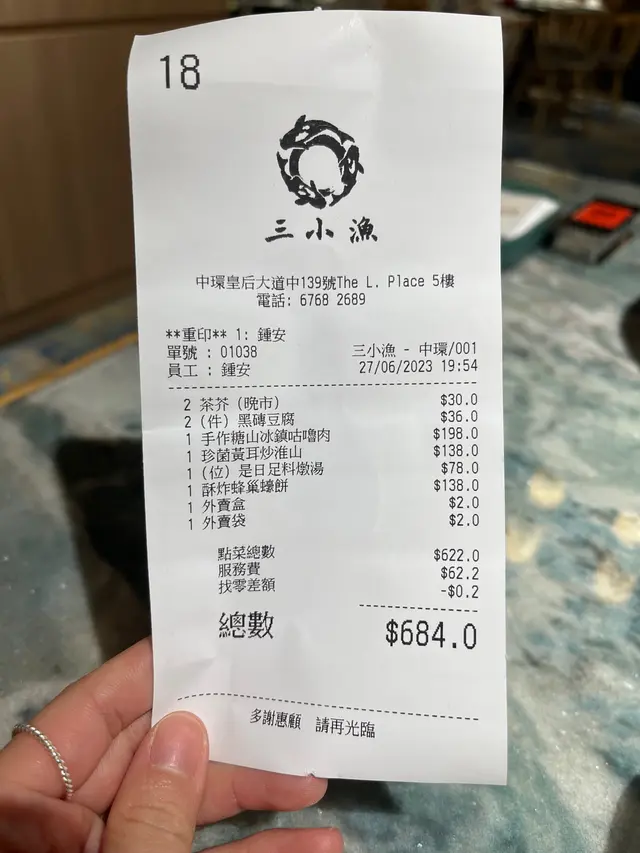 18
三小漁
中環皇后大道中139號The L. Place 5樓
電話: 6768 2689
**重印** 1: 鍾安
單號 : 01038 三小漁 - 中環/001
員工 : 鍾安 27/06/2023 19:54
2 茶芥（晚市） $30.0
2（件）黑磚豆腐 $36.0
1 手作糖山冰鎮咕嚕肉 $198.0
1 珍菌黃耳炒淮山 $138.0
1（位）是日足料燉湯 $78.0
1 酥炸蜂巢蠔餅 $138.0
1 外賣盒 $2.0
1 外賣袋 $2.0
點菜總數 $622.0
服務費 $62.2
找零差額 -$0.2
總數 $684.0
多謝惠顧 請再光臨